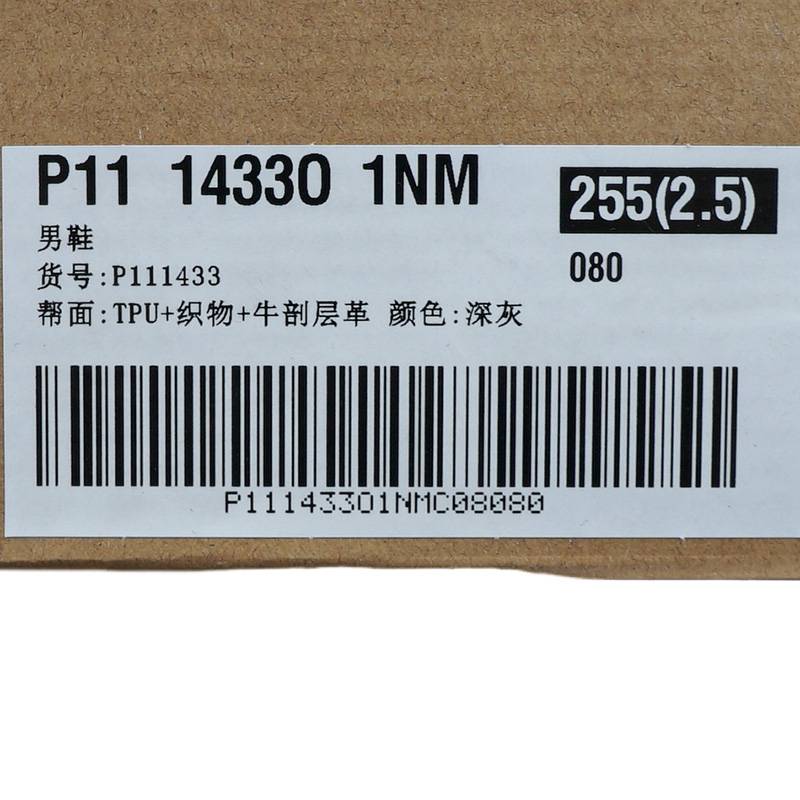 P11 14330 1NM
255(2.5)
080
男鞋
货号:P111433
帮面:TPU+织物+牛剖层革 颜色:深灰
P11143301NMC08080